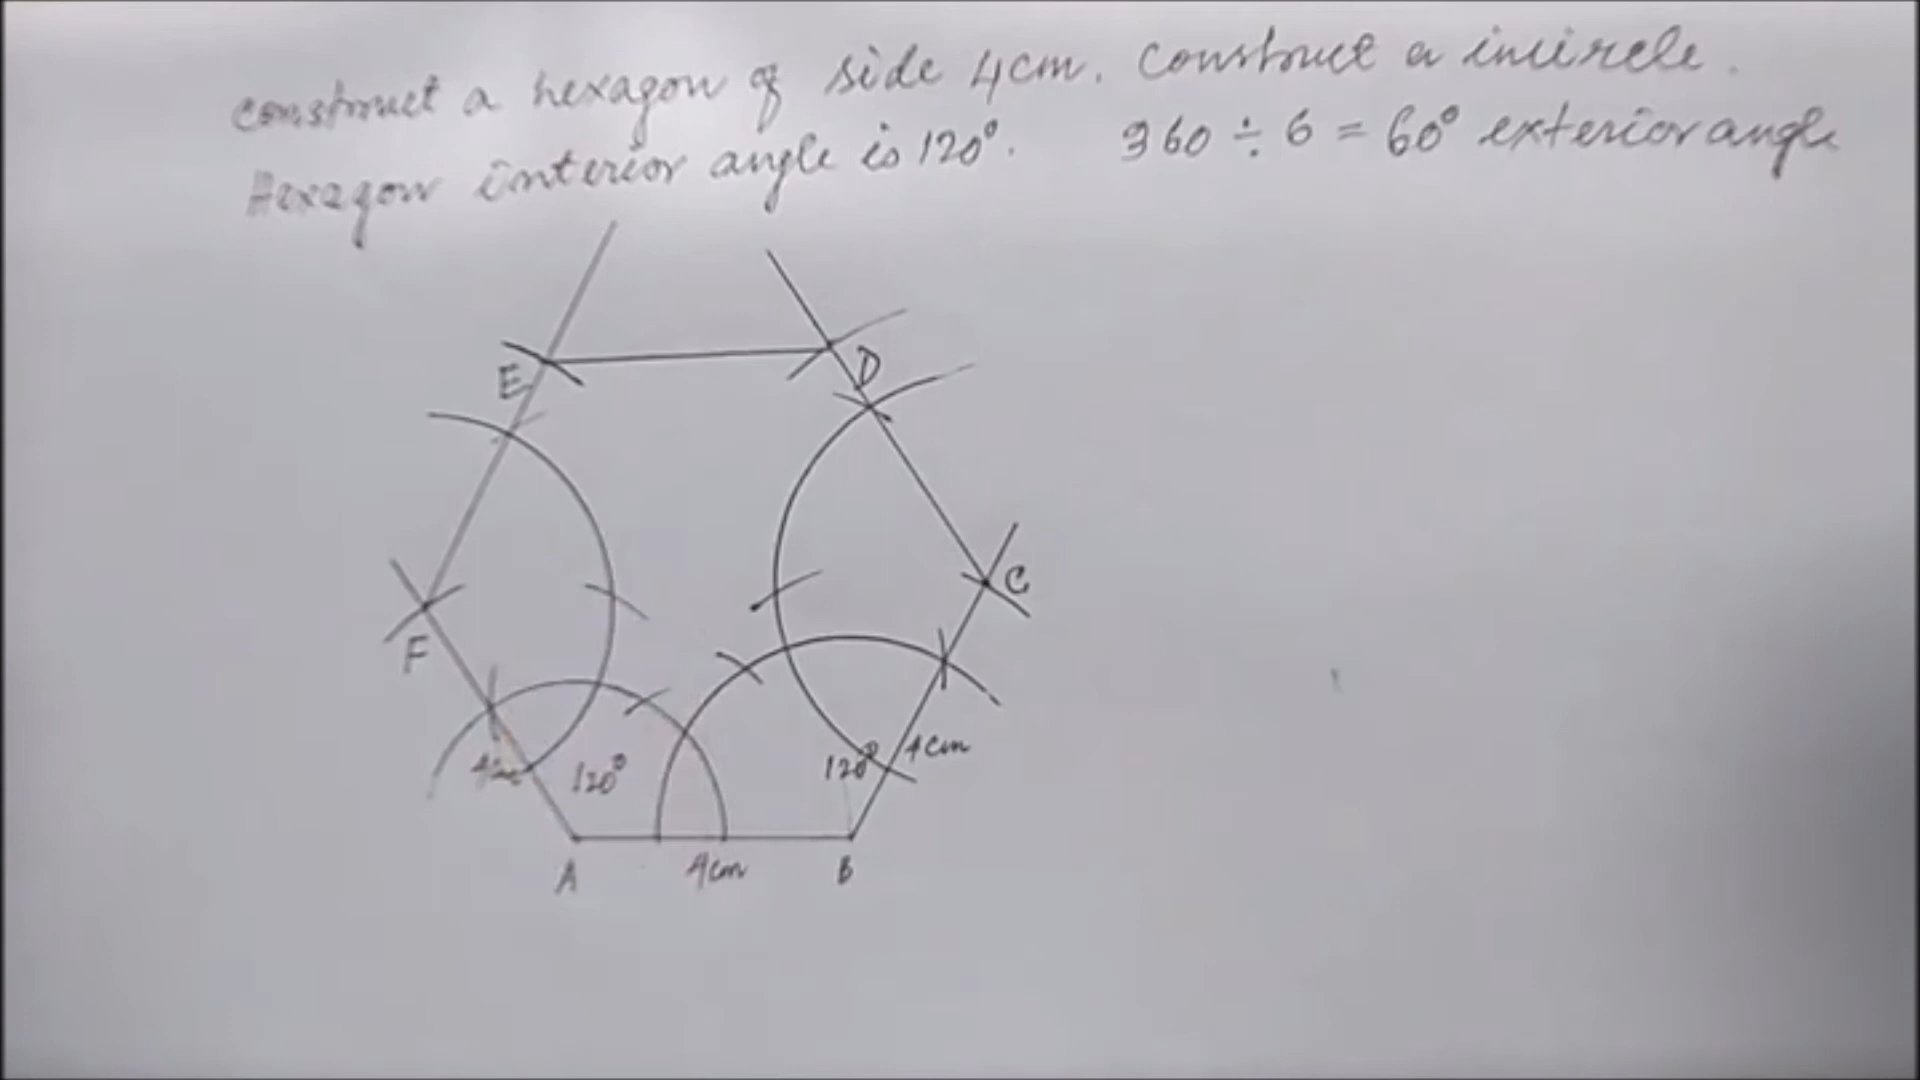 construct a hexagon of side 4cm. Construct a incircle.
Hexagon interior angle is 120°. 360 ÷ 6 = 60° exterior angle
E
D
C
F
120°
120°
4cm
A
4cm
B